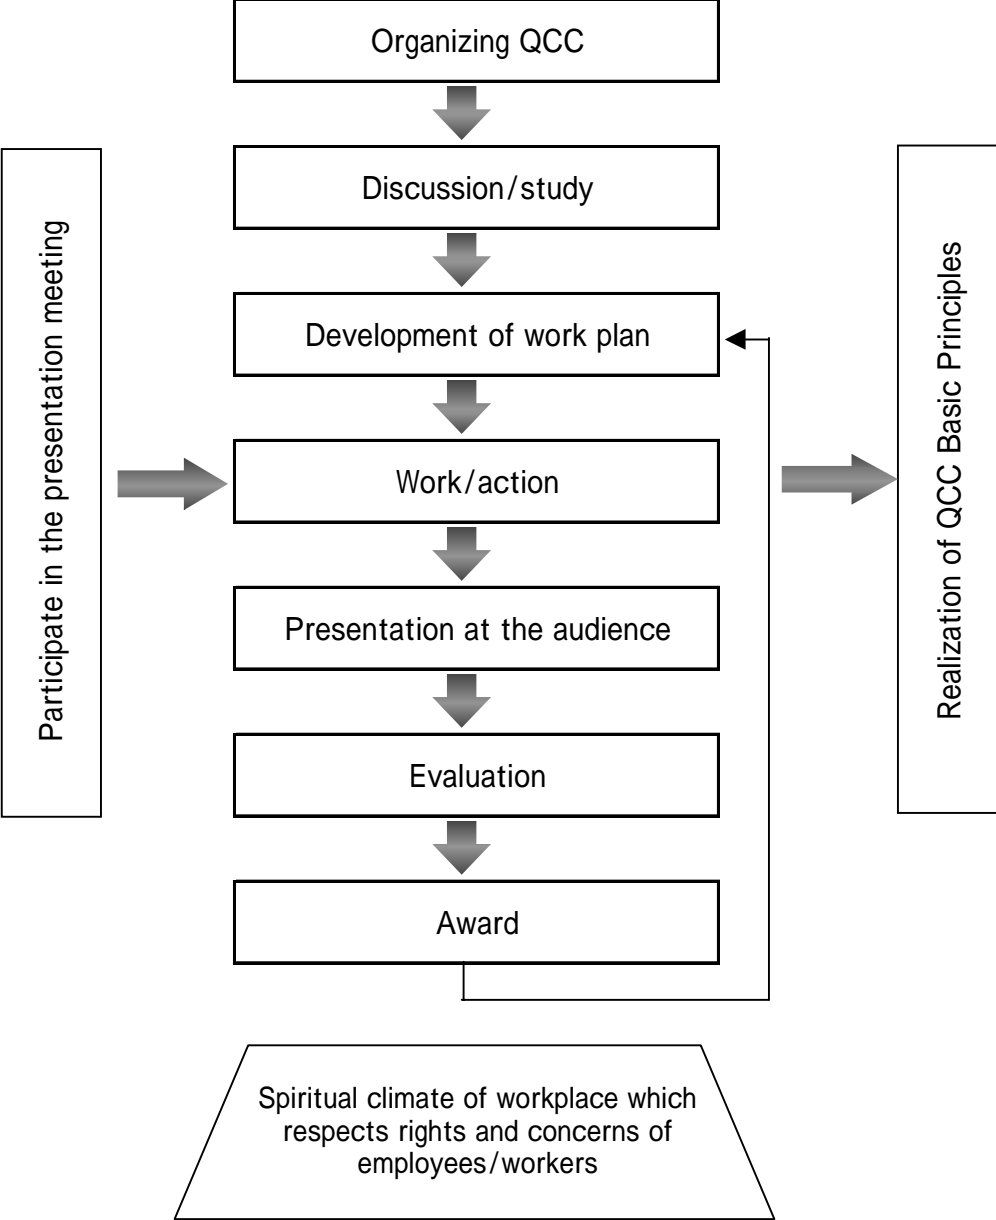 Organizing QCC
Discussion/study
Development of work plan
Work/action
Presentation at the audience
Evaluation
Award
Participate in the presentation meeting
Realization of QCC Basic Principles
Spiritual climate of workplace which
respects rights and concerns of
employees/workers